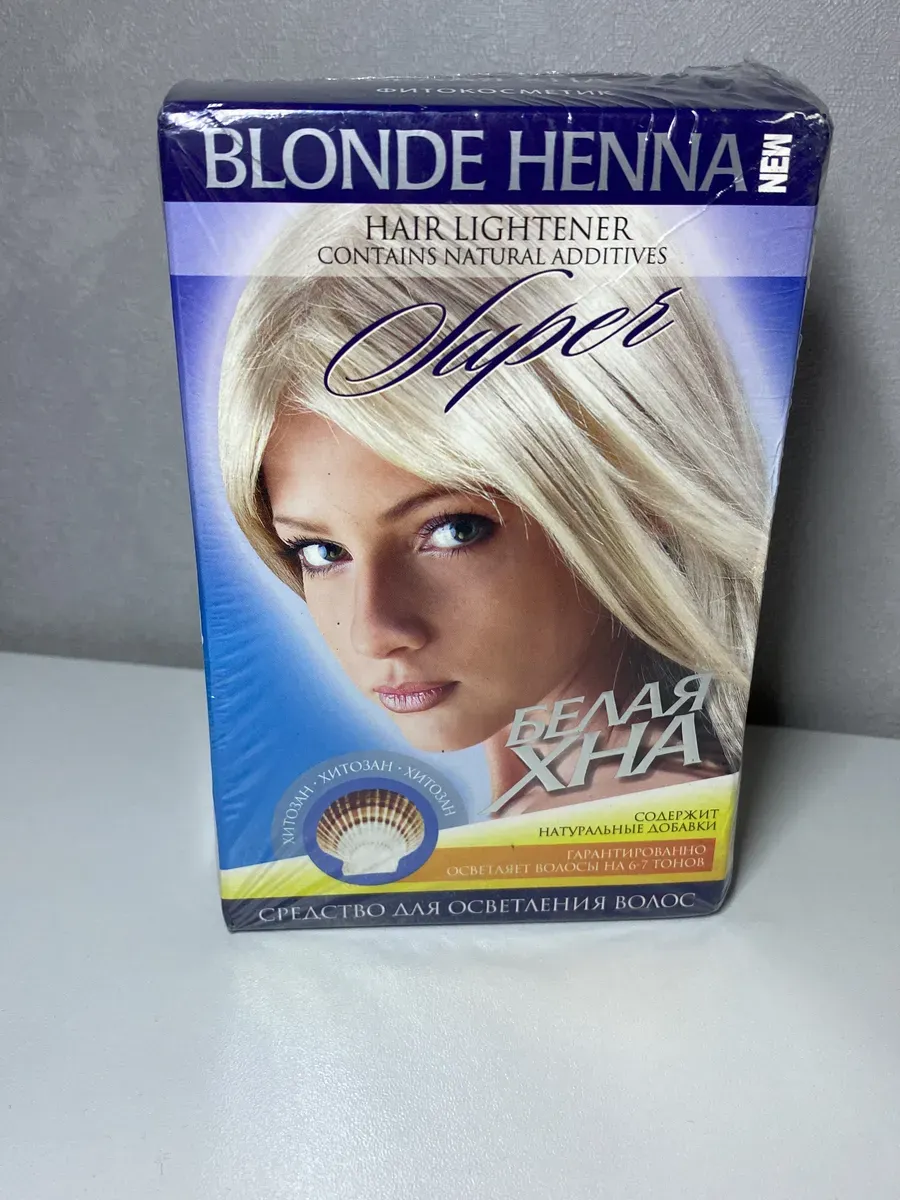 ФИТОКОСМЕТИК
BLONDE HENNA
NEW
HAIR LIGHTENER
CONTAINS NATURAL ADDITIVES
Super
БЕЛАЯ
ХНА
ХИТОЗАН · ХИТОЗАН · ХИТОЗАН
СОДЕРЖИТ
НАТУРАЛЬНЫЕ ДОБАВКИ
ГАРАНТИРОВАННО
ОСВЕТЛЯЕТ ВОЛОСЫ НА 6-7 ТОНОВ
СРЕДСТВО ДЛЯ ОСВЕТЛЕНИЯ ВОЛОС